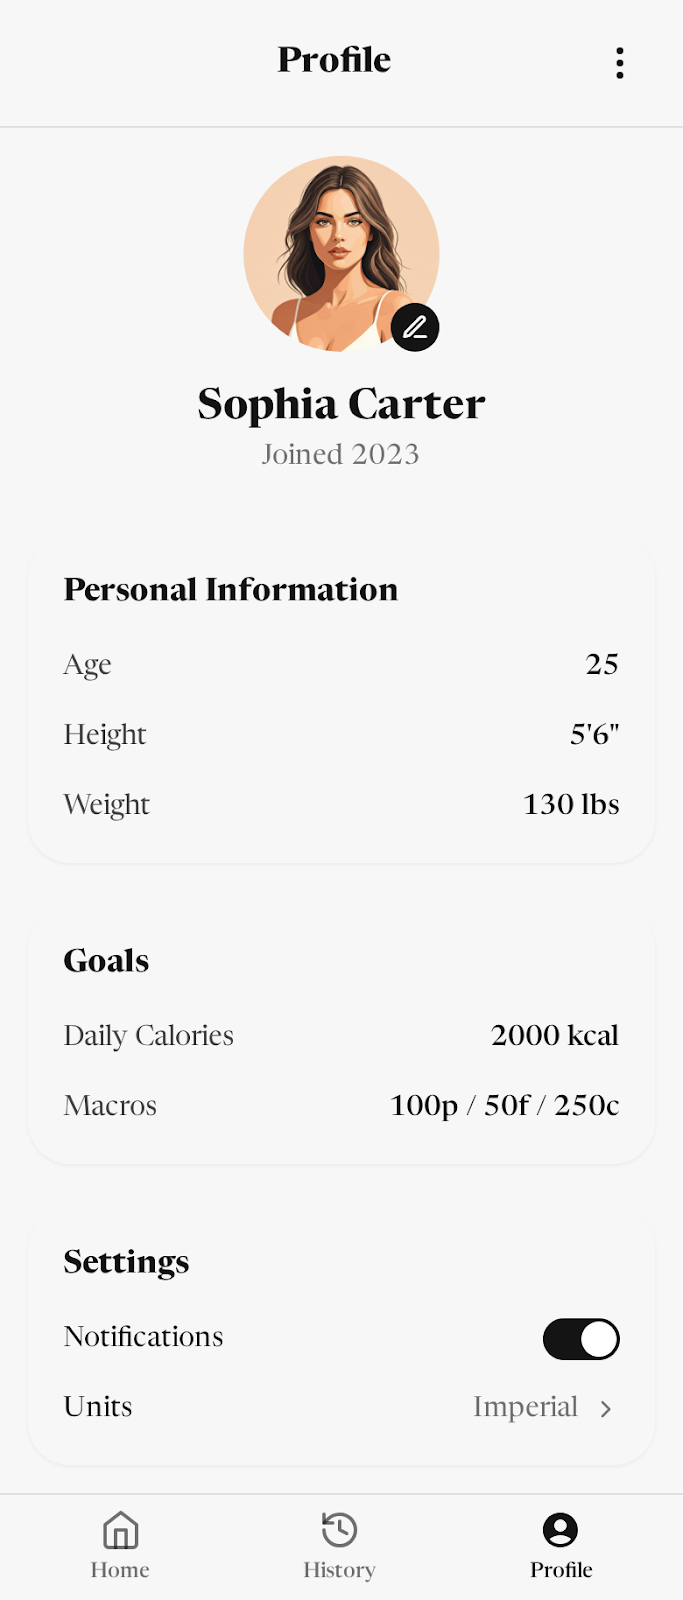 Profile
Sophia Carter
Joined 2023
Personal Information
Age 25
Height 5'6"
Weight 130 lbs
Goals
Daily Calories 2000 kcal
Macros 100p / 50f / 250c
Settings
Notifications
Units Imperial
Home History Profile